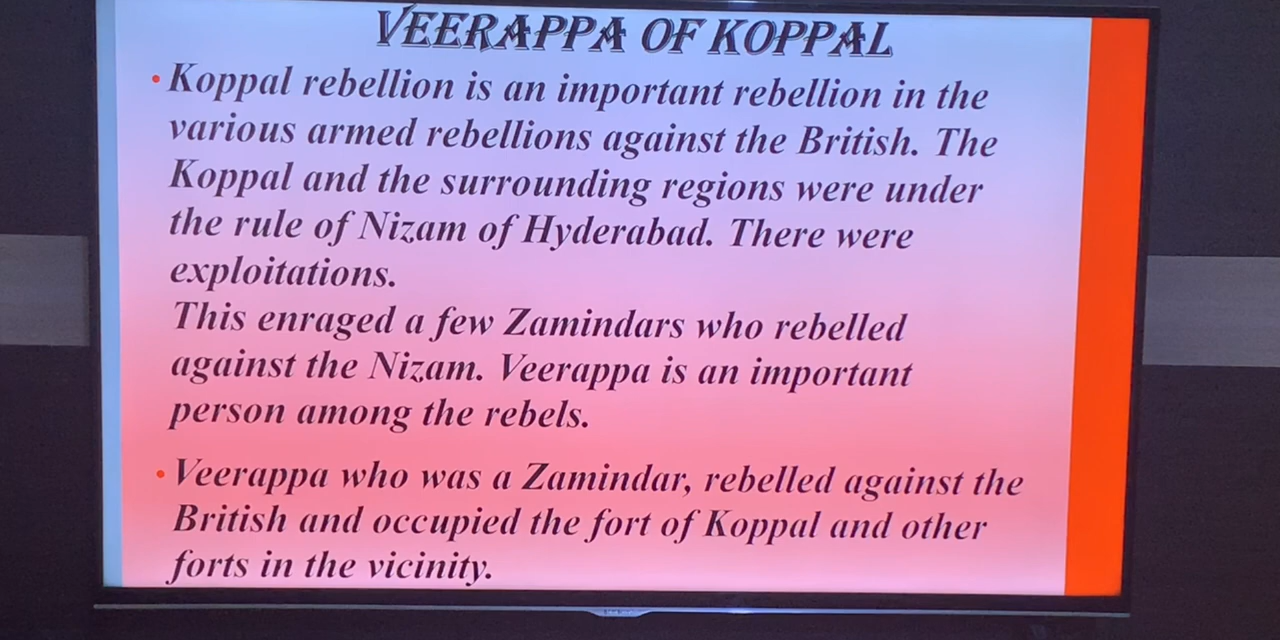 VEERAPPA OF KOPPAL
• Koppal rebellion is an important rebellion in the
various armed rebellions against the British. The
Koppal and the surrounding regions were under
the rule of Nizam of Hyderabad. There were
exploitations.
This enraged a few Zamindars who rebelled
against the Nizam. Veerappa is an important
person among the rebels.
• Veerappa who was a Zamindar, rebelled against the
British and occupied the fort of Koppal and other
forts in the vicinity.